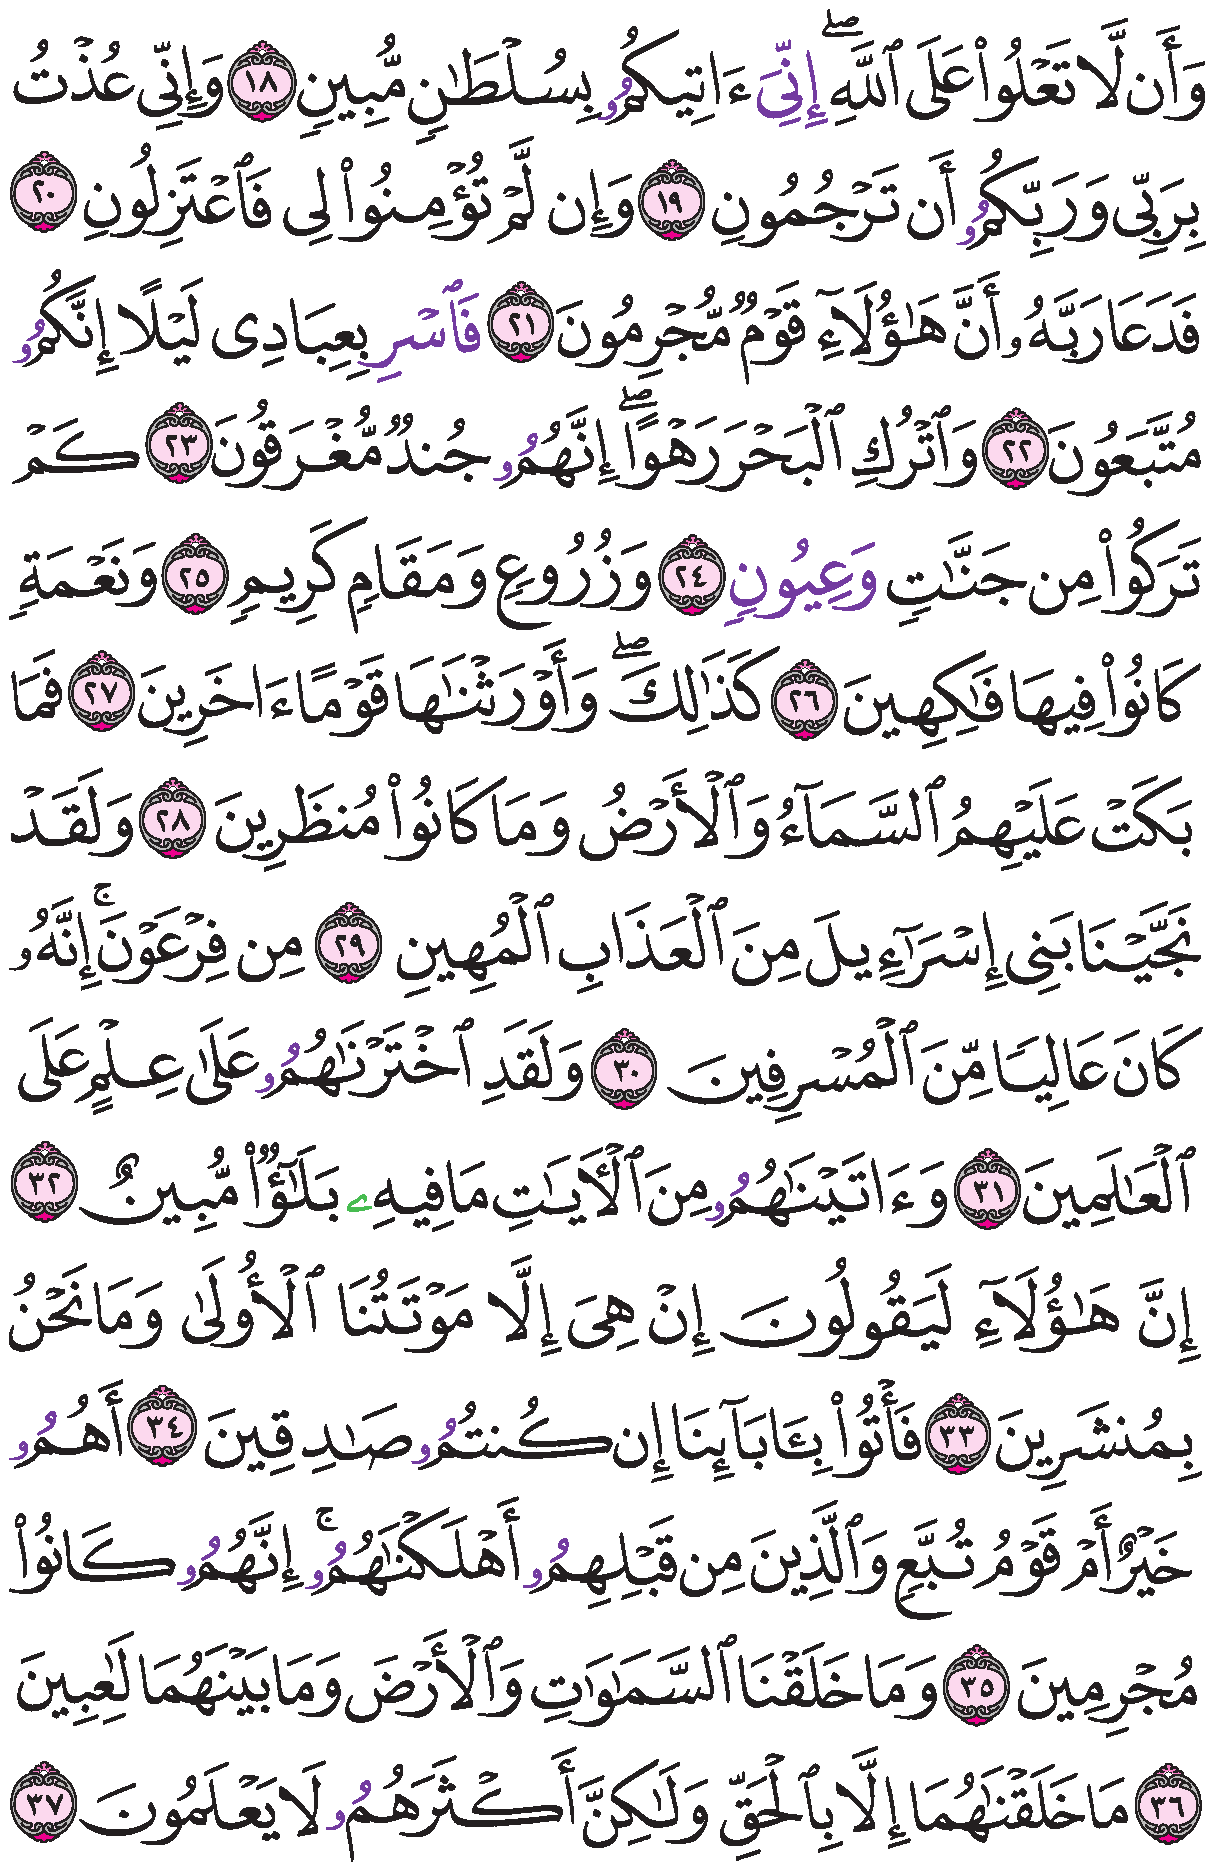 وَأَن لَّا تَعْلُوا۟ عَلَى ٱللَّهِۖ إِنِّىَ ءَاتِيكُمُۥ بِسُلْطَٰنٖ مُّبِينٖ ١٨ وَإِنِّى عُذْتُ
بِرَبِّى وَرَبِّكُمُۥ أَن تَرْجُمُونِ ١٩ وَإِن لَّمْ تُؤْمِنُوا۟ لِى فَٱعْتَزِلُونِ ٢٠
فَدَعَا رَبَّهُۥ أَنَّ هَٰٓؤُلَآءِ قَوْمٞ مُّجْرِمُونَ ٢١ فَٱسْرِ بِعِبَادِى لَيْلًا إِنَّكُمُۥ
مُتَّبَعُونَ ٢٢ وَٱتْرُكِ ٱلْبَحْرَ رَهْوًاۖ إِنَّهُمُۥ جُندٞ مُّغْرَقُونَ ٢٣ كَمْ
تَرَكُوا۟ مِن جَنَّٰتٖ وَعِيُونٖ ٢٤ وَزُرُوعٖ وَمَقَامٖ كَرِيمٖ ٢٥ وَنَعْمَةٖ
كَانُوا۟ فِيهَا فَٰكِهِينَ ٢٦ كَذَٰلِكَۖ وَأَوْرَثْنَٰهَا قَوْمًا ءَاخَرِينَ ٢٧ فَمَا
بَكَتْ عَلَيْهِمُ ٱلسَّمَآءُ وَٱلْأَرْضُ وَمَا كَانُوا۟ مُنظَرِينَ ٢٨ وَلَقَدْ
نَجَّيْنَا بَنِى إِسْرَٰٓءِيلَ مِنَ ٱلْعَذَابِ ٱلْمُهِينِ ٢٩ مِن فِرْعَوْنَۚ إِنَّهُۥ
كَانَ عَالِيٗا مِّنَ ٱلْمُسْرِفِينَ ٣٠ وَلَقَدِ ٱخْتَرْنَٰهُمُۥ عَلَىٰ عِلْمٍ عَلَى
ٱلْعَٰلَمِينَ ٣١ وَءَاتَيْنَٰهُمُۥ مِنَ ٱلْأٓيَٰتِ مَا فِيهِۦ بَلَٰٓؤٞا۟ مُّبِينٌ ٣٢
إِنَّ هَٰٓؤُلَآءِ لَيَقُولُونَ إِنْ هِىَ إِلَّا مَوْتَتُنَا ٱلْأُولَىٰ وَمَا نَحْنُ
بِمُنشَرِينَ ٣٣ فَأْتُوا۟ بِـَٔابَآئِنَا إِن كُنتُمُۥ صَٰدِقِينَ ٣٤ أَهُمُۥ
خَيْرٌ أَمْ قَوْمُ تُبَّعٖ وَٱلَّذِينَ مِن قَبْلِهِمُۥ أَهْلَكْنَٰهُمُۥۚ إِنَّهُمُۥ كَانُوا۟
مُجْرِمِينَ ٣٥ وَمَا خَلَقْنَا ٱلسَّمَٰوَٰتِ وَٱلْأَرْضَ وَمَا بَيْنَهُمَا لَٰعِبِينَ
٣٦ مَا خَلَقْنَٰهُمَا إِلَّا بِٱلْحَقِّ وَلَٰكِنَّ أَكْثَرَهُمُۥ لَا يَعْلَمُونَ ٣٧